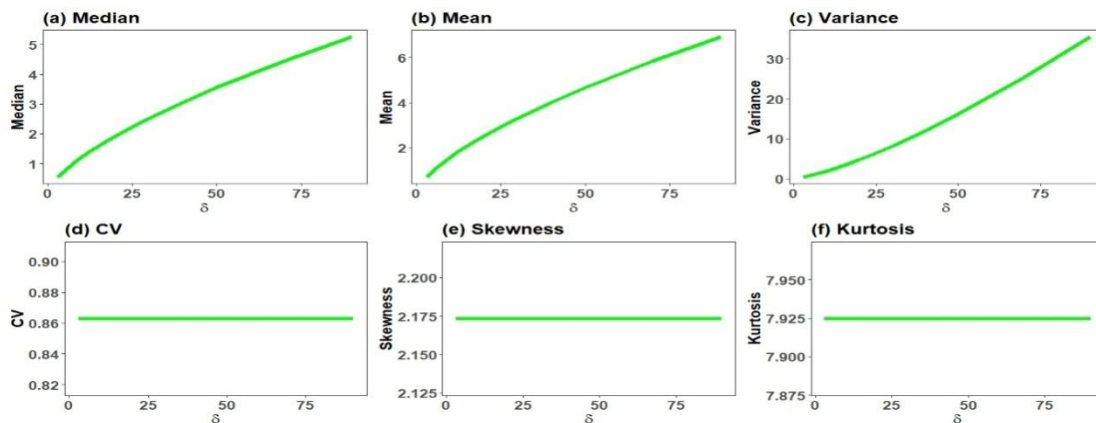 (a) Median
(b) Mean
(c) Variance
Median
5
4
3
2
1
0 25 50 75
δ
Mean
6
4
2
0 25 50 75
δ
Variance
30
20
10
0
0 25 50 75
δ
(d) CV
(e) Skewness
(f) Kurtosis
CV
0.90
0.88
0.86
0.84
0.82
0 25 50 75
δ
Skewness
2.200
2.175
2.150
2.125
0 25 50 75
δ
Kurtosis
7.950
7.925
7.900
7.875
0 25 50 75
δ